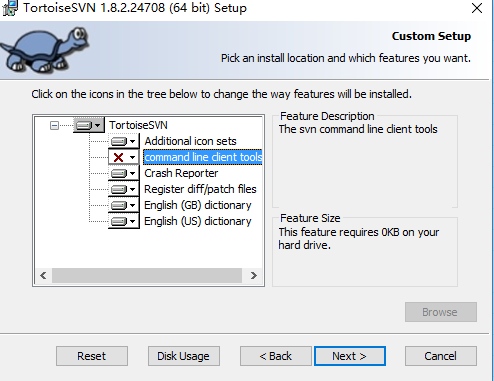 TortoiseSVN 1.8.2.24708 (64 bit) Setup
Custom Setup
Pick an install location and which features you want.
Click on the icons in the tree below to change the way features will be installed.
TortoiseSVN
Additional icon sets
command line client tools
Crash Reporter
Register diff/patch files
English (GB) dictionary
English (US) dictionary
Feature Description
The svn command line client tools
Feature Size
This feature requires 0KB on your
hard drive.
Browse
Reset
Disk Usage
< Back
Next >
Cancel